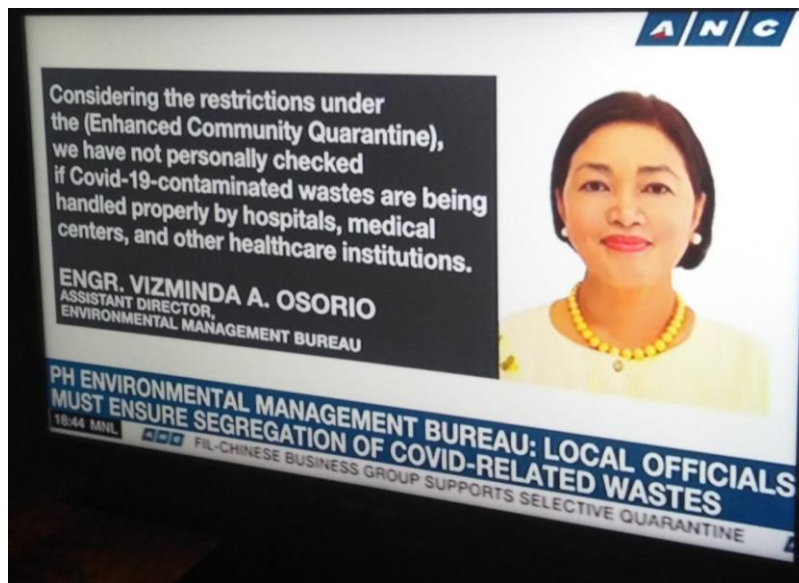 ANC
Considering the restrictions under
the (Enhanced Community Quarantine),
we have not personally checked
if Covid-19-contaminated wastes are being
handled properly by hospitals, medical
centers, and other healthcare institutions.
ENGR. VIZMINDA A. OSORIO
ASSISTANT DIRECTOR,
ENVIRONMENTAL MANAGEMENT BUREAU
PH ENVIRONMENTAL MANAGEMENT BUREAU: LOCAL OFFICIALS
MUST ENSURE SEGREGATION OF COVID-RELATED WASTES
18:44 MNL
ANC FIL-CHINESE BUSINESS GROUP SUPPORTS SELECTIVE QUARANTINE